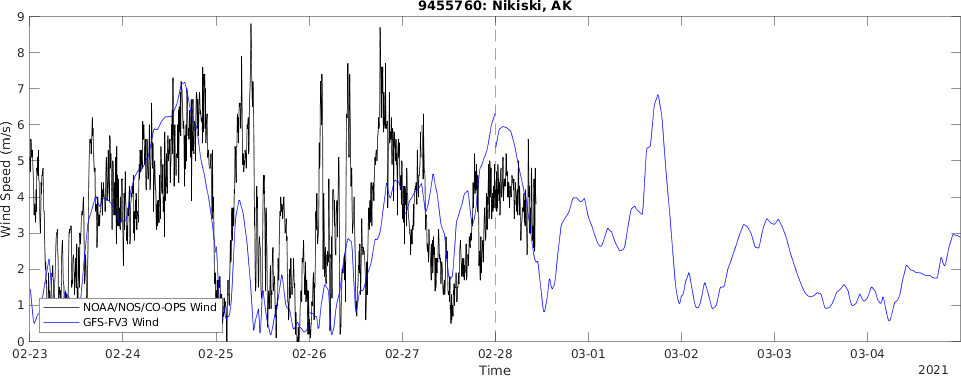 9455760: Nikiski, AK
9
8
7
6
5
4
3
2
1
0
Wind Speed (m/s)
NOAA/NOS/CO-OPS Wind
GFS-FV3 Wind
02-23 02-24 02-25 02-26 02-27 02-28 03-01 03-02 03-03 03-04
Time
2021